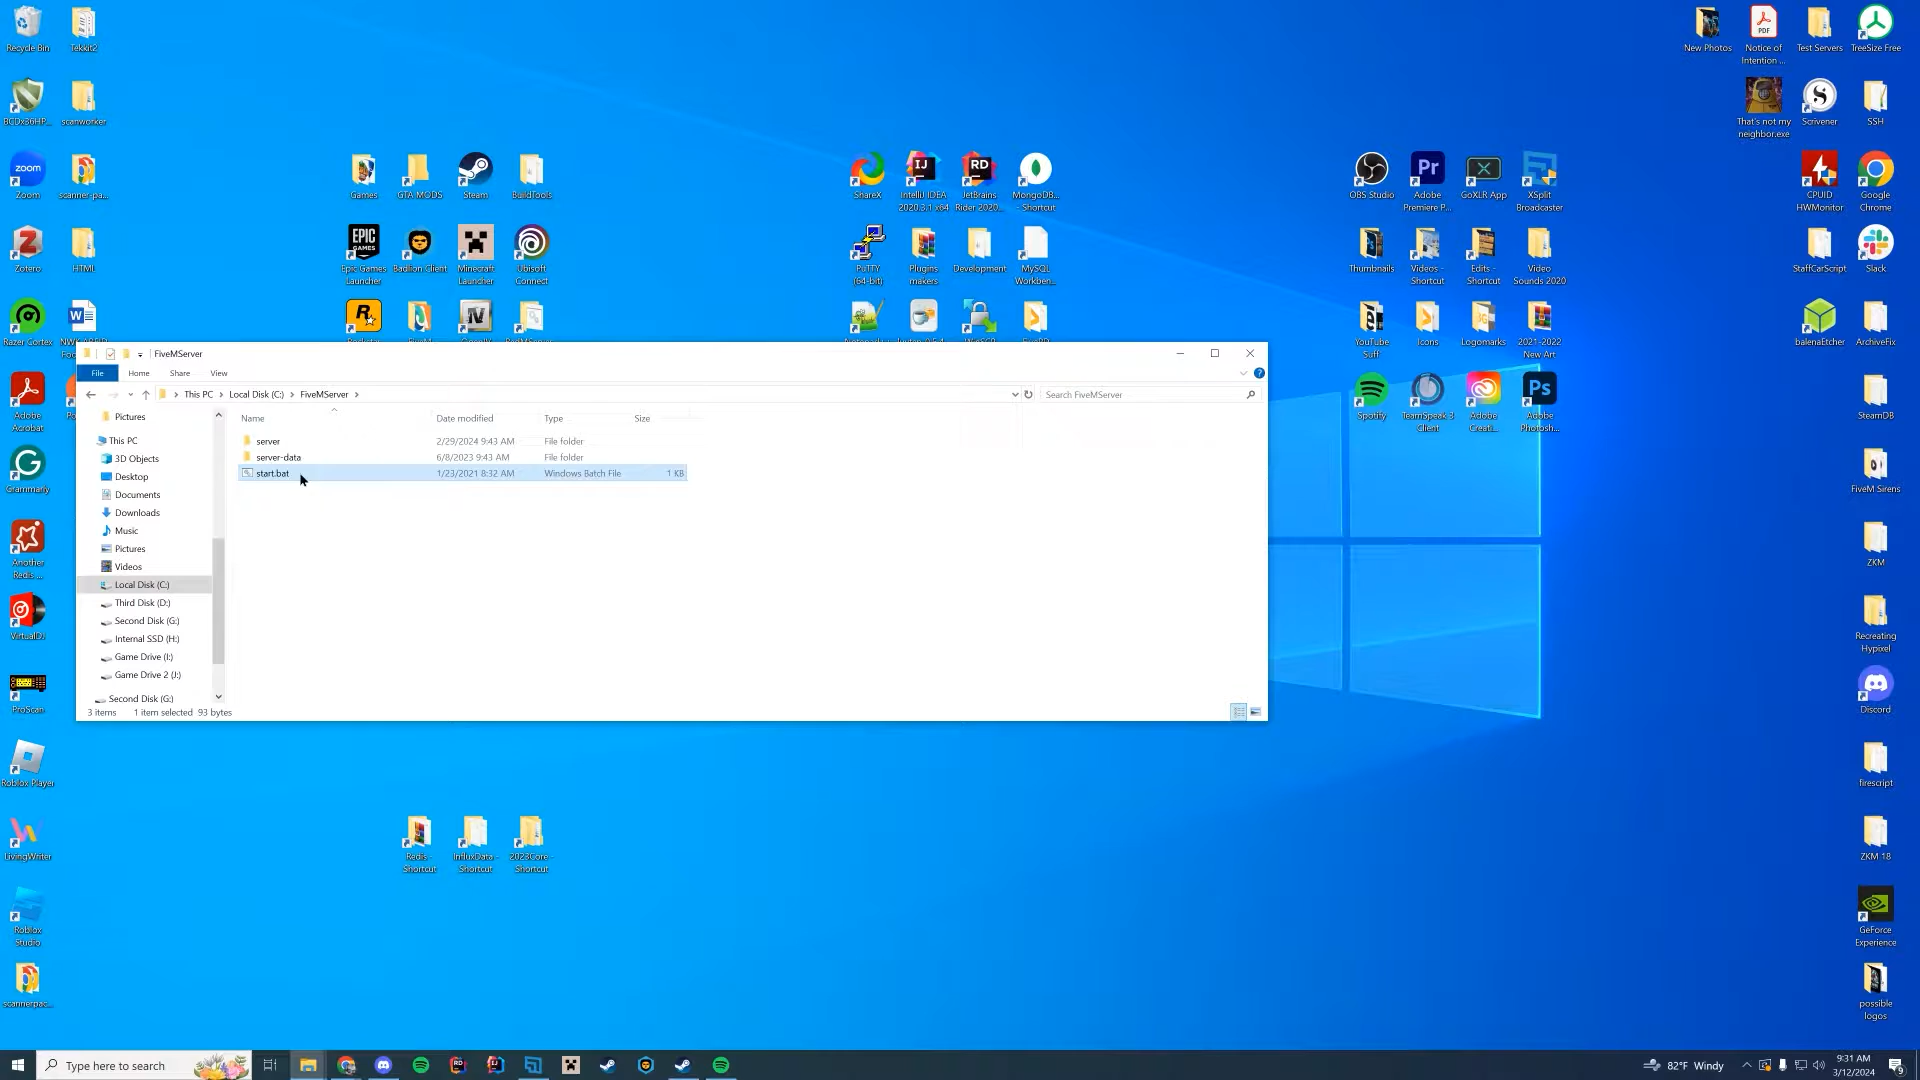 Recycle Bin
Tekkit2
BCDx36HP...
scanworker
Zoom
scanner-pa...
Zotero
HTML
Razer Cortex
Adobe
Acrobat
Grammarly
Another
Redis ...
VirtualDJ
ProScan
Roblox Player
LivingWriter
Roblox
Studio
scannerpac...
Games
GTA MODS
Steam
BuildTools
Epic Games
Launcher
Badlion Client
Minecraft
Launcher
Ubisoft
Connect
ShareX
IntelliJ IDEA
2020.3.1 x64
JetBrains
Rider 2020...
MongoDB...
- Shortcut
PuTTY
(64-bit)
Plugins
makers
Development
MySQL
Workben...
OBS Studio
Adobe
Premiere P...
GoXLR App
XSplit
Broadcaster
Thumbnails
Videos -
Shortcut
Edits -
Shortcut
Video
Sounds 2020
YouTube
Suff
Icons
Logomarks
2021-2022
New Art
Spotify
TeamSpeak 3
Client
Adobe
Creati...
Adobe
Photosh...
New Photos
Notice of
Intention ...
Test Servers
TreeSize Free
That's not my
neighbor.exe
Scrivener
SSH
CPUID
HWMonitor
Google
Chrome
StaffCarScript
Slack
balenaEtcher
ArchiveFix
SteamDB
FiveM Sirens
ZKM
Recreating
Hypixel
Discord
firescript
ZKM 18
GeForce
Experience
possible
logos
Redis -
Shortcut
InfluxData -
Shortcut
2023Core -
Shortcut
FiveMServer
File Home Share View
This PC > Local Disk (C:) > FiveMServer >
Search FiveMServer
Name Date modified Type Size
server 2/29/2024 9:43 AM File folder
server-data 6/8/2023 9:43 AM File folder
start.bat 1/23/2021 8:32 AM Windows Batch File 1 KB
Pictures
This PC
3D Objects
Desktop
Documents
Downloads
Music
Pictures
Videos
Local Disk (C:)
Third Disk (D:)
Second Disk (G:)
Internal SSD (H:)
Game Drive (I:)
Game Drive 2 (J:)
Second Disk (G:)
3 items 1 item selected 93 bytes
Type here to search
82°F Windy
9:31 AM
3/12/2024